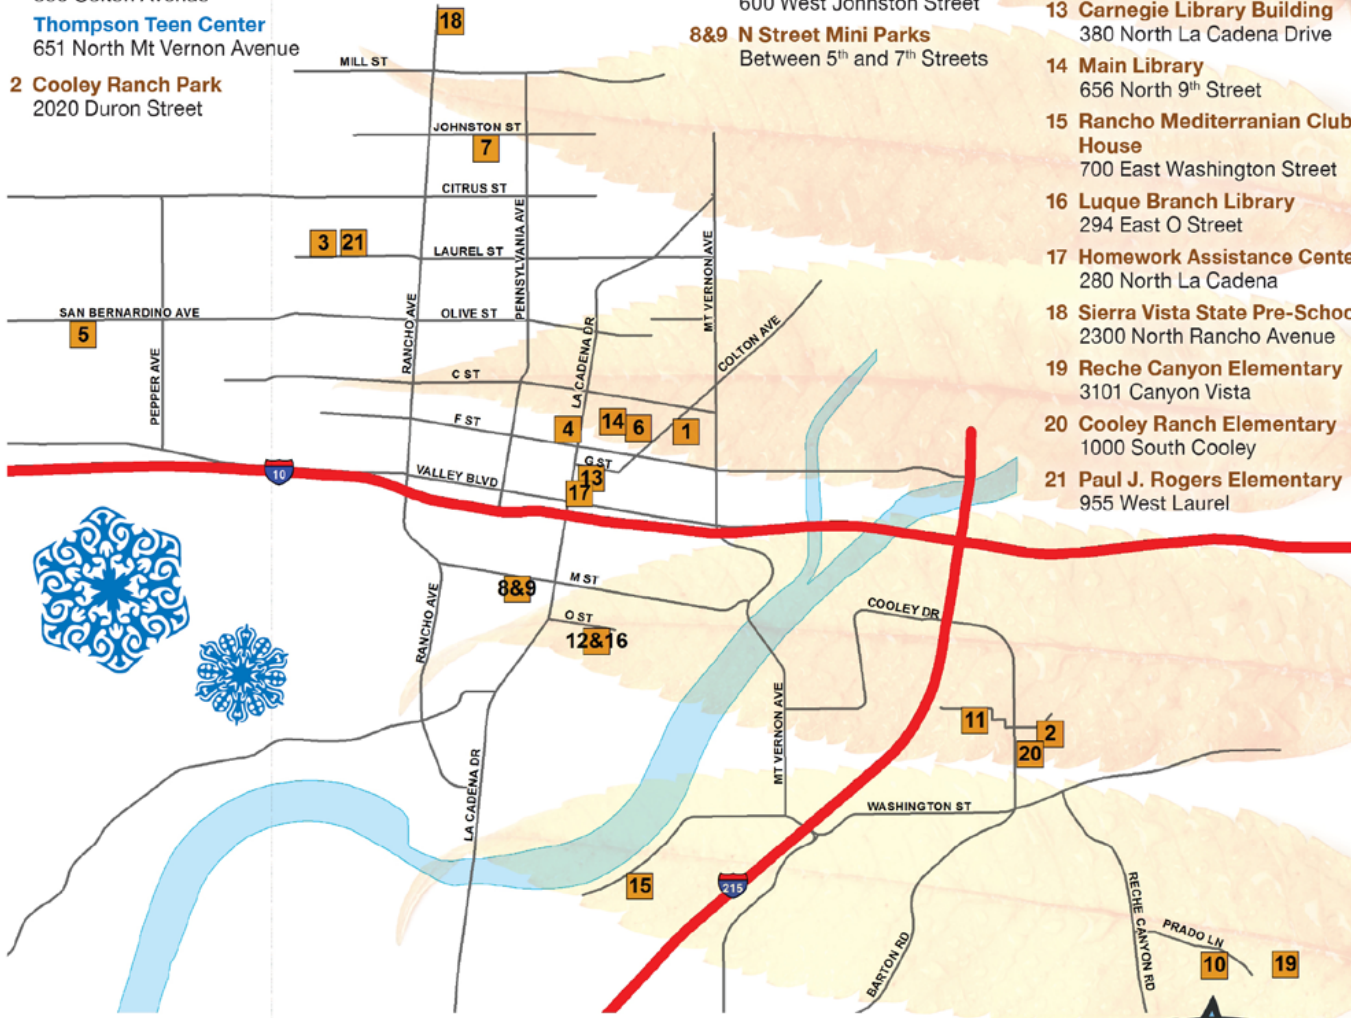 Thompson Teen Center
651 North Mt Vernon Avenue
2 Cooley Ranch Park
2020 Duron Street
600 West Johnston Street
8&9 N Street Mini Parks
Between 5th and 7th Streets
13 Carnegie Library Building
380 North La Cadena Drive
14 Main Library
656 North 9th Street
15 Rancho Mediterranian Club
House
700 East Washington Street
16 Luque Branch Library
294 East O Street
17 Homework Assistance Cente
280 North La Cadena
18 Sierra Vista State Pre-Schoo
2300 North Rancho Avenue
19 Reche Canyon Elementary
3101 Canyon Vista
20 Cooley Ranch Elementary
1000 South Cooley
21 Paul J. Rogers Elementary
955 West Laurel
18
MILL ST
JOHNSTON ST
7
CITRUS ST
PENNSYLVANIA AVE
3
21
LAUREL ST
MT VERNON AVE
SAN BERNARDINO AVE
5
OLIVE ST
RANCHO AVE
LA CADENA DR
COLTON AVE
PEPPER AVE
C ST
F ST
4
14
6
1
G ST
13
17
VALLEY BLVD
10
M ST
8&9
O ST
12&16
RANCHO AVE
COOLEY DR
MT VERNON AVE
11
2
20
LA CADENA DR
WASHINGTON ST
15
215
RECHE CANYON RD
PRADO LN
BARTON RD
10
19